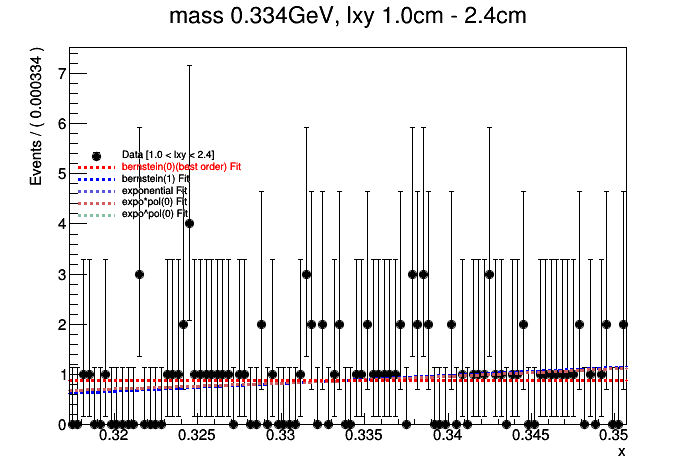 mass 0.334GeV, lxy 1.0cm - 2.4cm
Events / ( 0.000334 )
7
6
5
4
3
2
1
0
Data [1.0 < lxy < 2.4]
bernstein(0)(best order) Fit
bernstein(1) Fit
exponential Fit
expo*pol(0) Fit
expo*pol(0) Fit
0.32 0.325 0.33 0.335 0.34 0.345 0.35
x